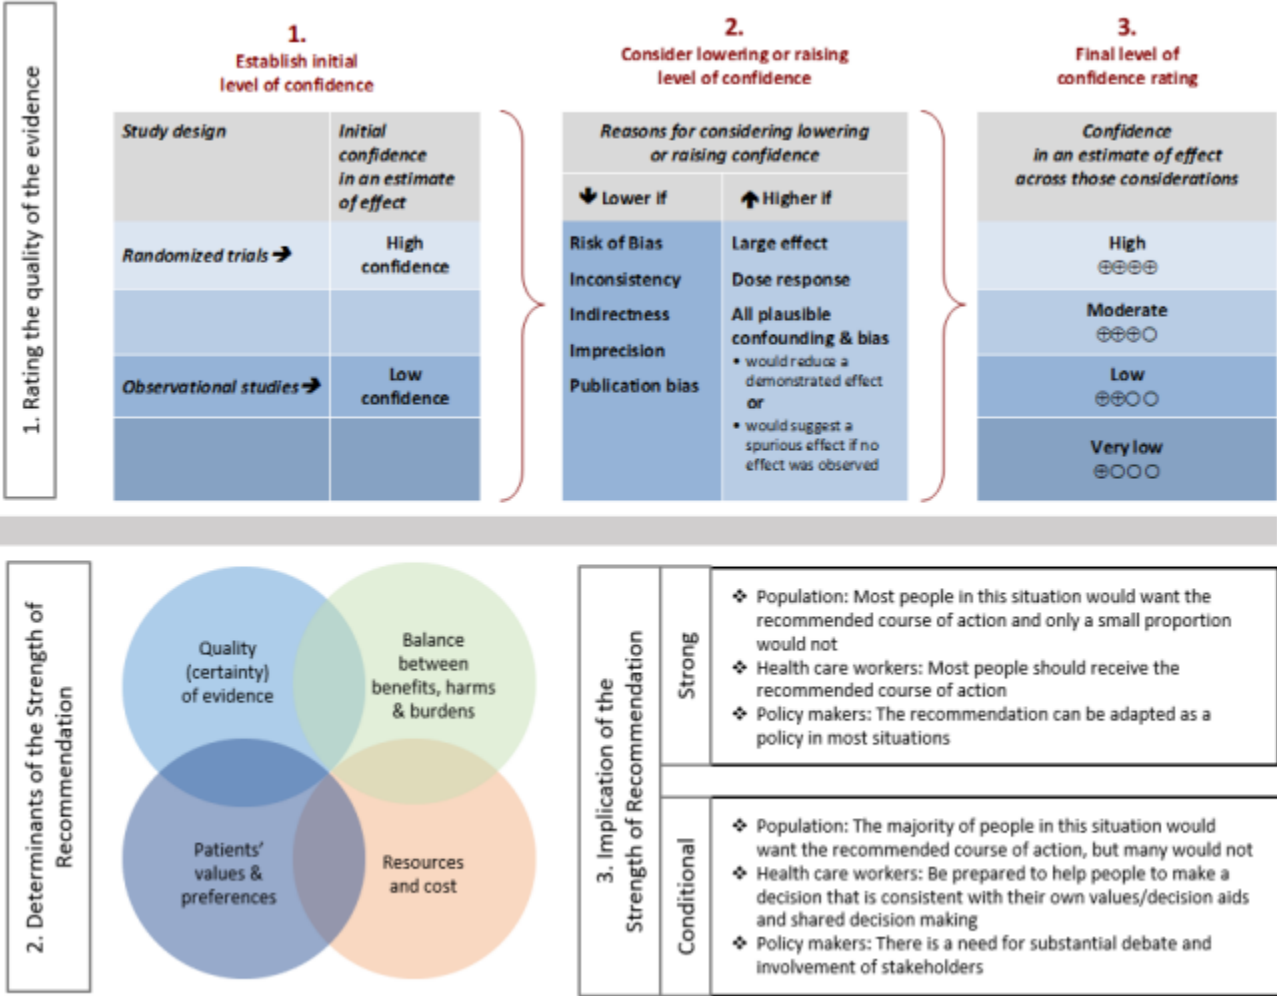 1. Rating the quality of the evidence
1.
Establish initial
level of confidence
Study design
Initial
confidence
in an estimate
of effect
Randomized trials ➔
High
confidence
Observational studies ➔
Low
confidence
2.
Consider lowering or raising
level of confidence
Reasons for considering lowering
or raising confidence
🡇 Lower if
🡅 Higher if
Risk of Bias
Inconsistency
Indirectness
Imprecision
Publication bias
Large effect
Dose response
All plausible
confounding & bias
• would reduce a
demonstrated effect
or
• would suggest a
spurious effect if no
effect was observed
3.
Final level of
confidence rating
Confidence
in an estimate of effect
across those considerations
High
⊕⊕⊕⊕
Moderate
⊕⊕⊕○
Low
⊕⊕○○
Very low
⊕○○○
2. Determinants of the Strength of
Recommendation
Quality
(certainty)
of evidence
Balance
between
benefits, harms
& burdens
Patients'
values &
preferences
Resources
and cost
3. Implication of the
Strength of Recommendation
Strong
❖ Population: Most people in this situation would want the
recommended course of action and only a small proportion
would not
❖ Health care workers: Most people should receive the
recommended course of action
❖ Policy makers: The recommendation can be adapted as a
policy in most situations
Conditional
❖ Population: The majority of people in this situation would
want the recommended course of action, but many would not
❖ Health care workers: Be prepared to help people to make a
decision that is consistent with their own values/decision aids
and shared decision making
❖ Policy makers: There is a need for substantial debate and
involvement of stakeholders